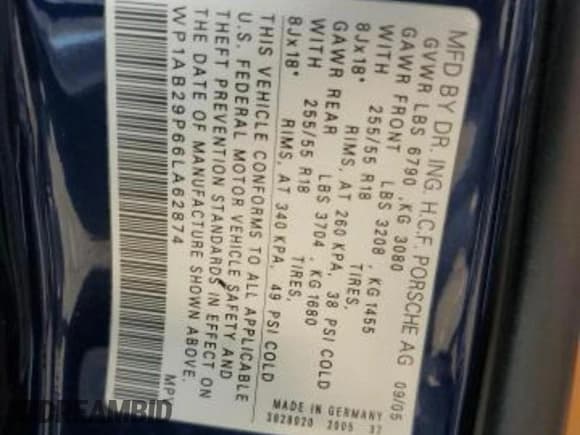 MFD BY DR. ING. H.C.F. PORSCHE AG 09/05
GVWR LBS 6790 ,KG 3080
GAWR FRONT LBS 3208 , KG 1455
WITH 255/55 R18 TIRES,
8Jx18" RIMS, AT 260 KPA, 38 PSI COLD
GAWR REAR LBS 3704 , KG 1680
WITH 255/55 R18 TIRES,
8Jx18" RIMS, AT 340 KPA, 49 PSI COLD
THIS VEHICLE CONFORMS TO ALL APPLICABLE
U.S. FEDERAL MOTOR VEHICLE SAFETY AND
THEFT PREVENTION STANDARDS IN EFFECT ON
THE DATE OF MANUFACTURE SHOWN ABOVE.
WP1AB29P66LA62874 MPV
MADE IN GERMANY
3828020 2005 37
DREAMBID